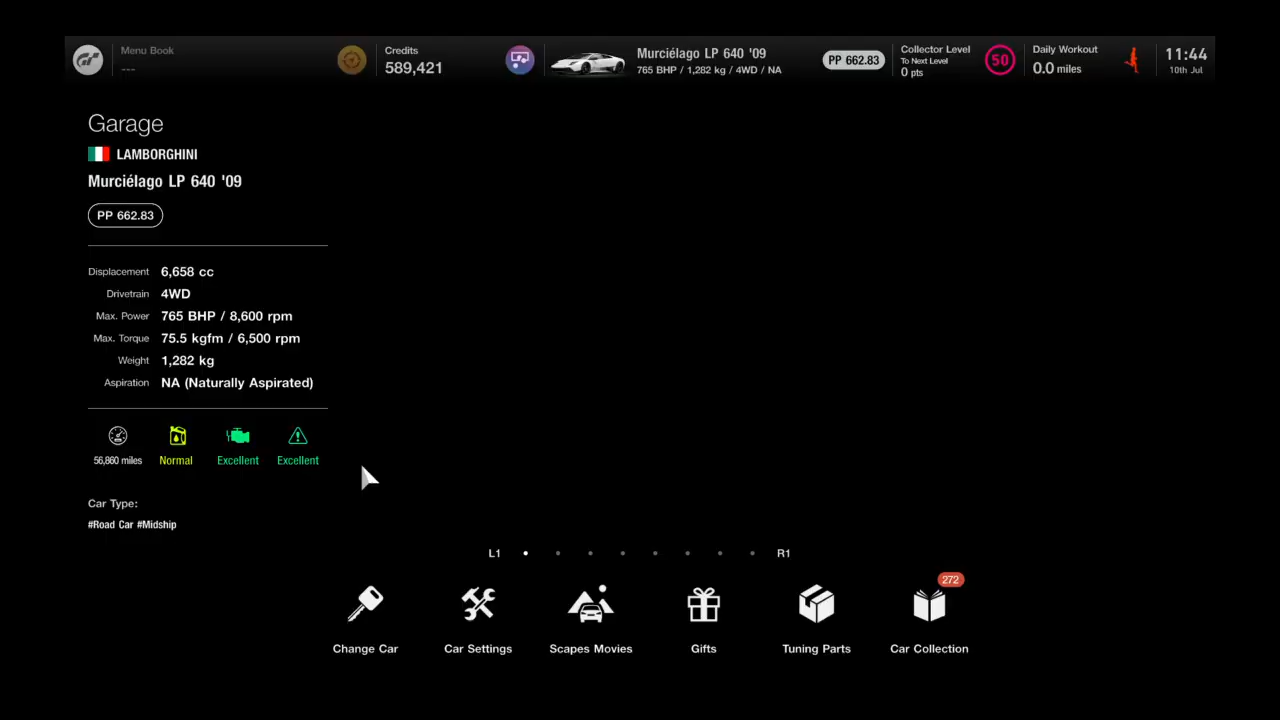 Menu Book
---
Credits
589,421
Murciélago LP 640 '09
765 BHP / 1,282 kg / 4WD / NA
PP 662.83
Collector Level
To Next Level
0 pts
50
Daily Workout
0.0 miles
11:44
10th Jul
Garage
LAMBORGHINI
Murciélago LP 640 '09
PP 662.83
Displacement 6,658 cc
Drivetrain 4WD
Max. Power 765 BHP / 8,600 rpm
Max. Torque 75.5 kgfm / 6,500 rpm
Weight 1,282 kg
Aspiration NA (Naturally Aspirated)
56,860 miles Normal Excellent Excellent
Car Type:
#Road Car #Midship
L1 R1
272
Change Car Car Settings Scapes Movies Gifts Tuning Parts Car Collection